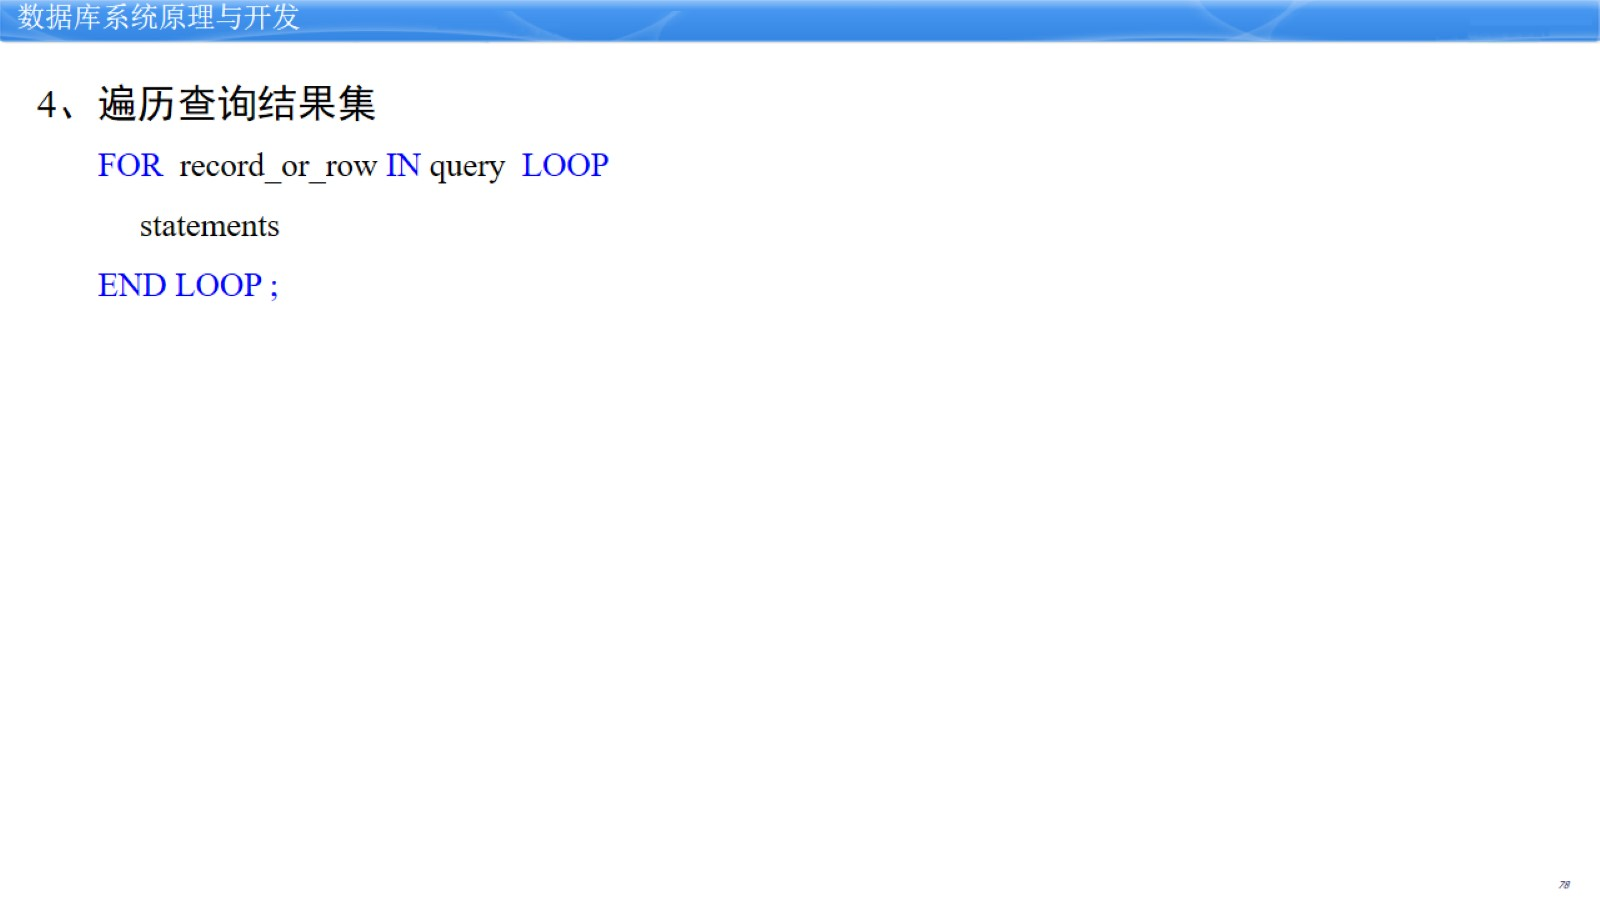 数据库系统原理与开发
4、遍历查询结果集
FOR record_or_row IN query LOOP
statements
END LOOP ;
78